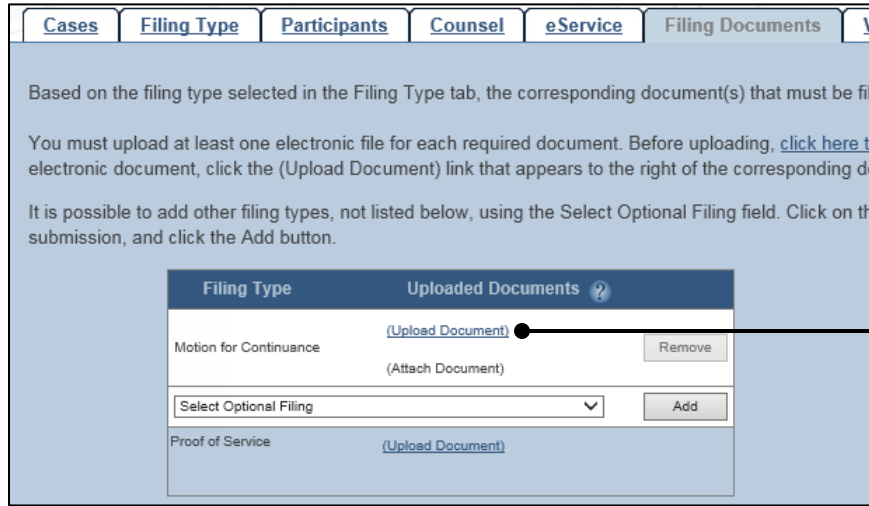 Cases Filing Type Participants Counsel eService Filing Documents
Based on the filing type selected in the Filing Type tab, the corresponding document(s) that must be
You must upload at least one electronic file for each required document. Before uploading, click here
electronic document, click the (Upload Document) link that appears to the right of the corresponding
It is possible to add other filing types, not listed below, using the Select Optional Filing field. Click on
submission, and click the Add button.
Filing Type Uploaded Documents ?
(Upload Document)
Motion for Continuance Remove
(Attach Document)
Select Optional Filing Add
Proof of Service (Upload Document)